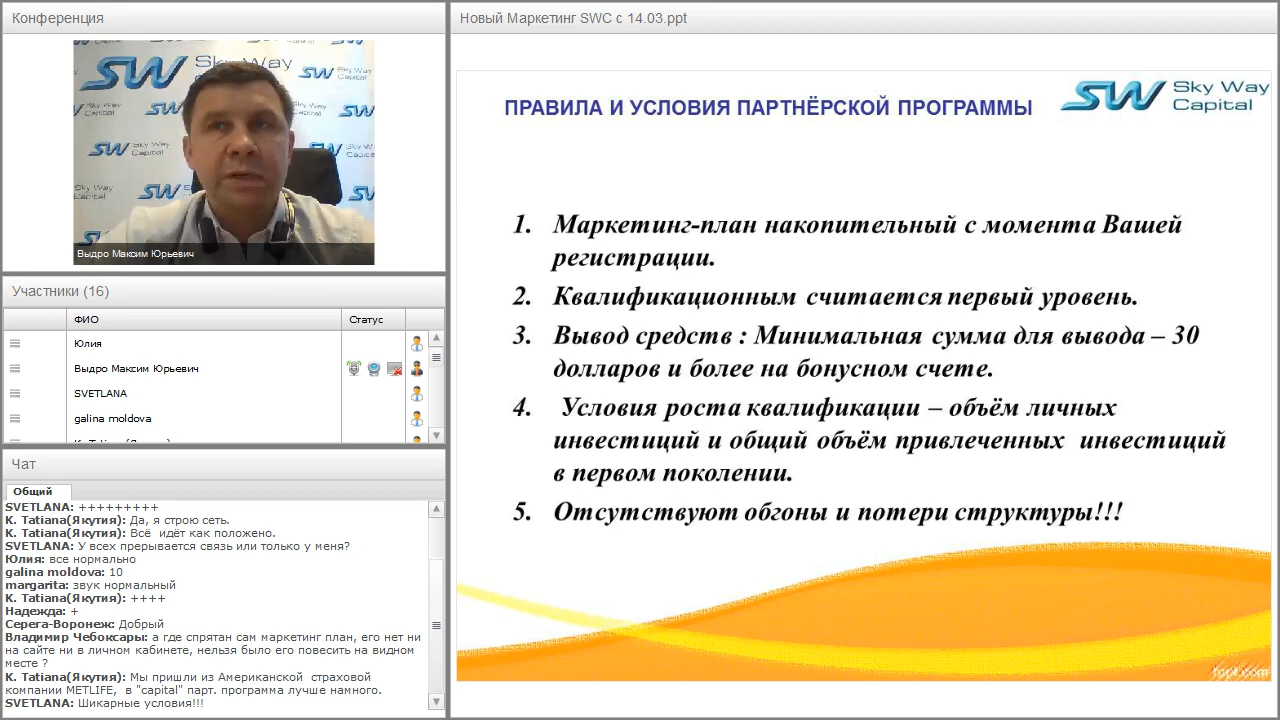 Конференция
SW Sky Way Capital
Выдро Максим Юрьевич
Участники (16)
ФИО Статус
Юлия
Выдро Максим Юрьевич
SVETLANA
galina moldova
Чат
Общий
SVETLANA: +++++++++
K. Tatiana(Якутия): Да, я строю сеть.
K. Tatiana(Якутия): Всё идёт как положено.
SVETLANA: У всех прерывается связь или только у меня?
Юлия: все нормально
galina moldova: 10
margarita: звук нормальный
K. Tatiana(Якутия): ++++
Надежда: +
Серега-Воронеж: Добрый
Владимир Чебоксары: а где спрятан сам маркетинг план, его нет ни
на сайте ни в личном кабинете, нельзя было его повесить на видном
месте ?
K. Tatiana(Якутия): Мы пришли из Американской страховой
компании METLIFE, в "capital" парт. программа лучше намного.
SVETLANA: Шикарные условия!!!
Новый Маркетинг SWC с 14.03.ppt
ПРАВИЛА И УСЛОВИЯ ПАРТНЁРСКОЙ ПРОГРАММЫ
SW Sky Way
Capital
1. Маркетинг-план накопительный с момента Вашей
регистрации.
2. Квалификационным считается первый уровень.
3. Вывод средств : Минимальная сумма для вывода – 30
долларов и более на бонусном счете.
4. Условия роста квалификации – объём личных
инвестиций и общий объём привлеченных инвестиций
в первом поколении.
5. Отсутствуют обгоны и потери структуры!!!